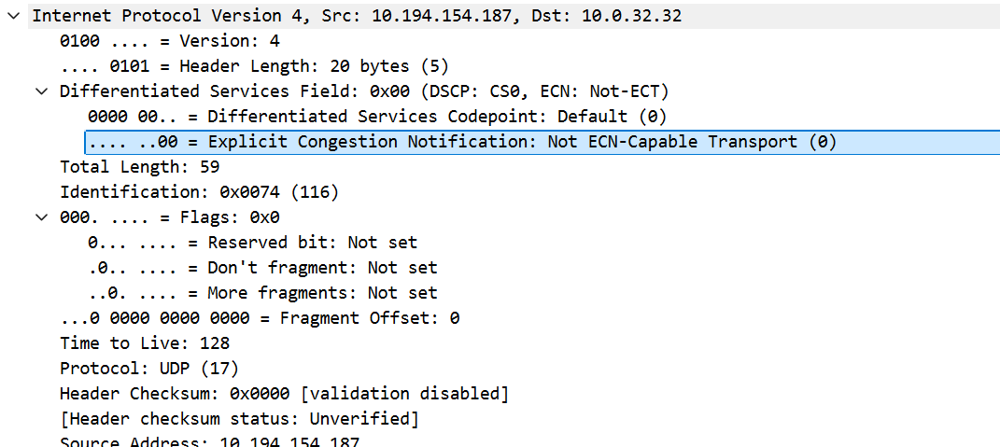 Internet Protocol Version 4, Src: 10.194.154.187, Dst: 10.0.32.32
0100 .... = Version: 4
.... 0101 = Header Length: 20 bytes (5)
Differentiated Services Field: 0x00 (DSCP: CS0, ECN: Not-ECT)
0000 00.. = Differentiated Services Codepoint: Default (0)
.... ..00 = Explicit Congestion Notification: Not ECN-Capable Transport (0)
Total Length: 59
Identification: 0x0074 (116)
000. .... = Flags: 0x0
0... .... = Reserved bit: Not set
.0.. .... = Don't fragment: Not set
..0. .... = More fragments: Not set
...0 0000 0000 0000 = Fragment Offset: 0
Time to Live: 128
Protocol: UDP (17)
Header Checksum: 0x0000 [validation disabled]
[Header checksum status: Unverified]
Source Address: 10.194.154.187